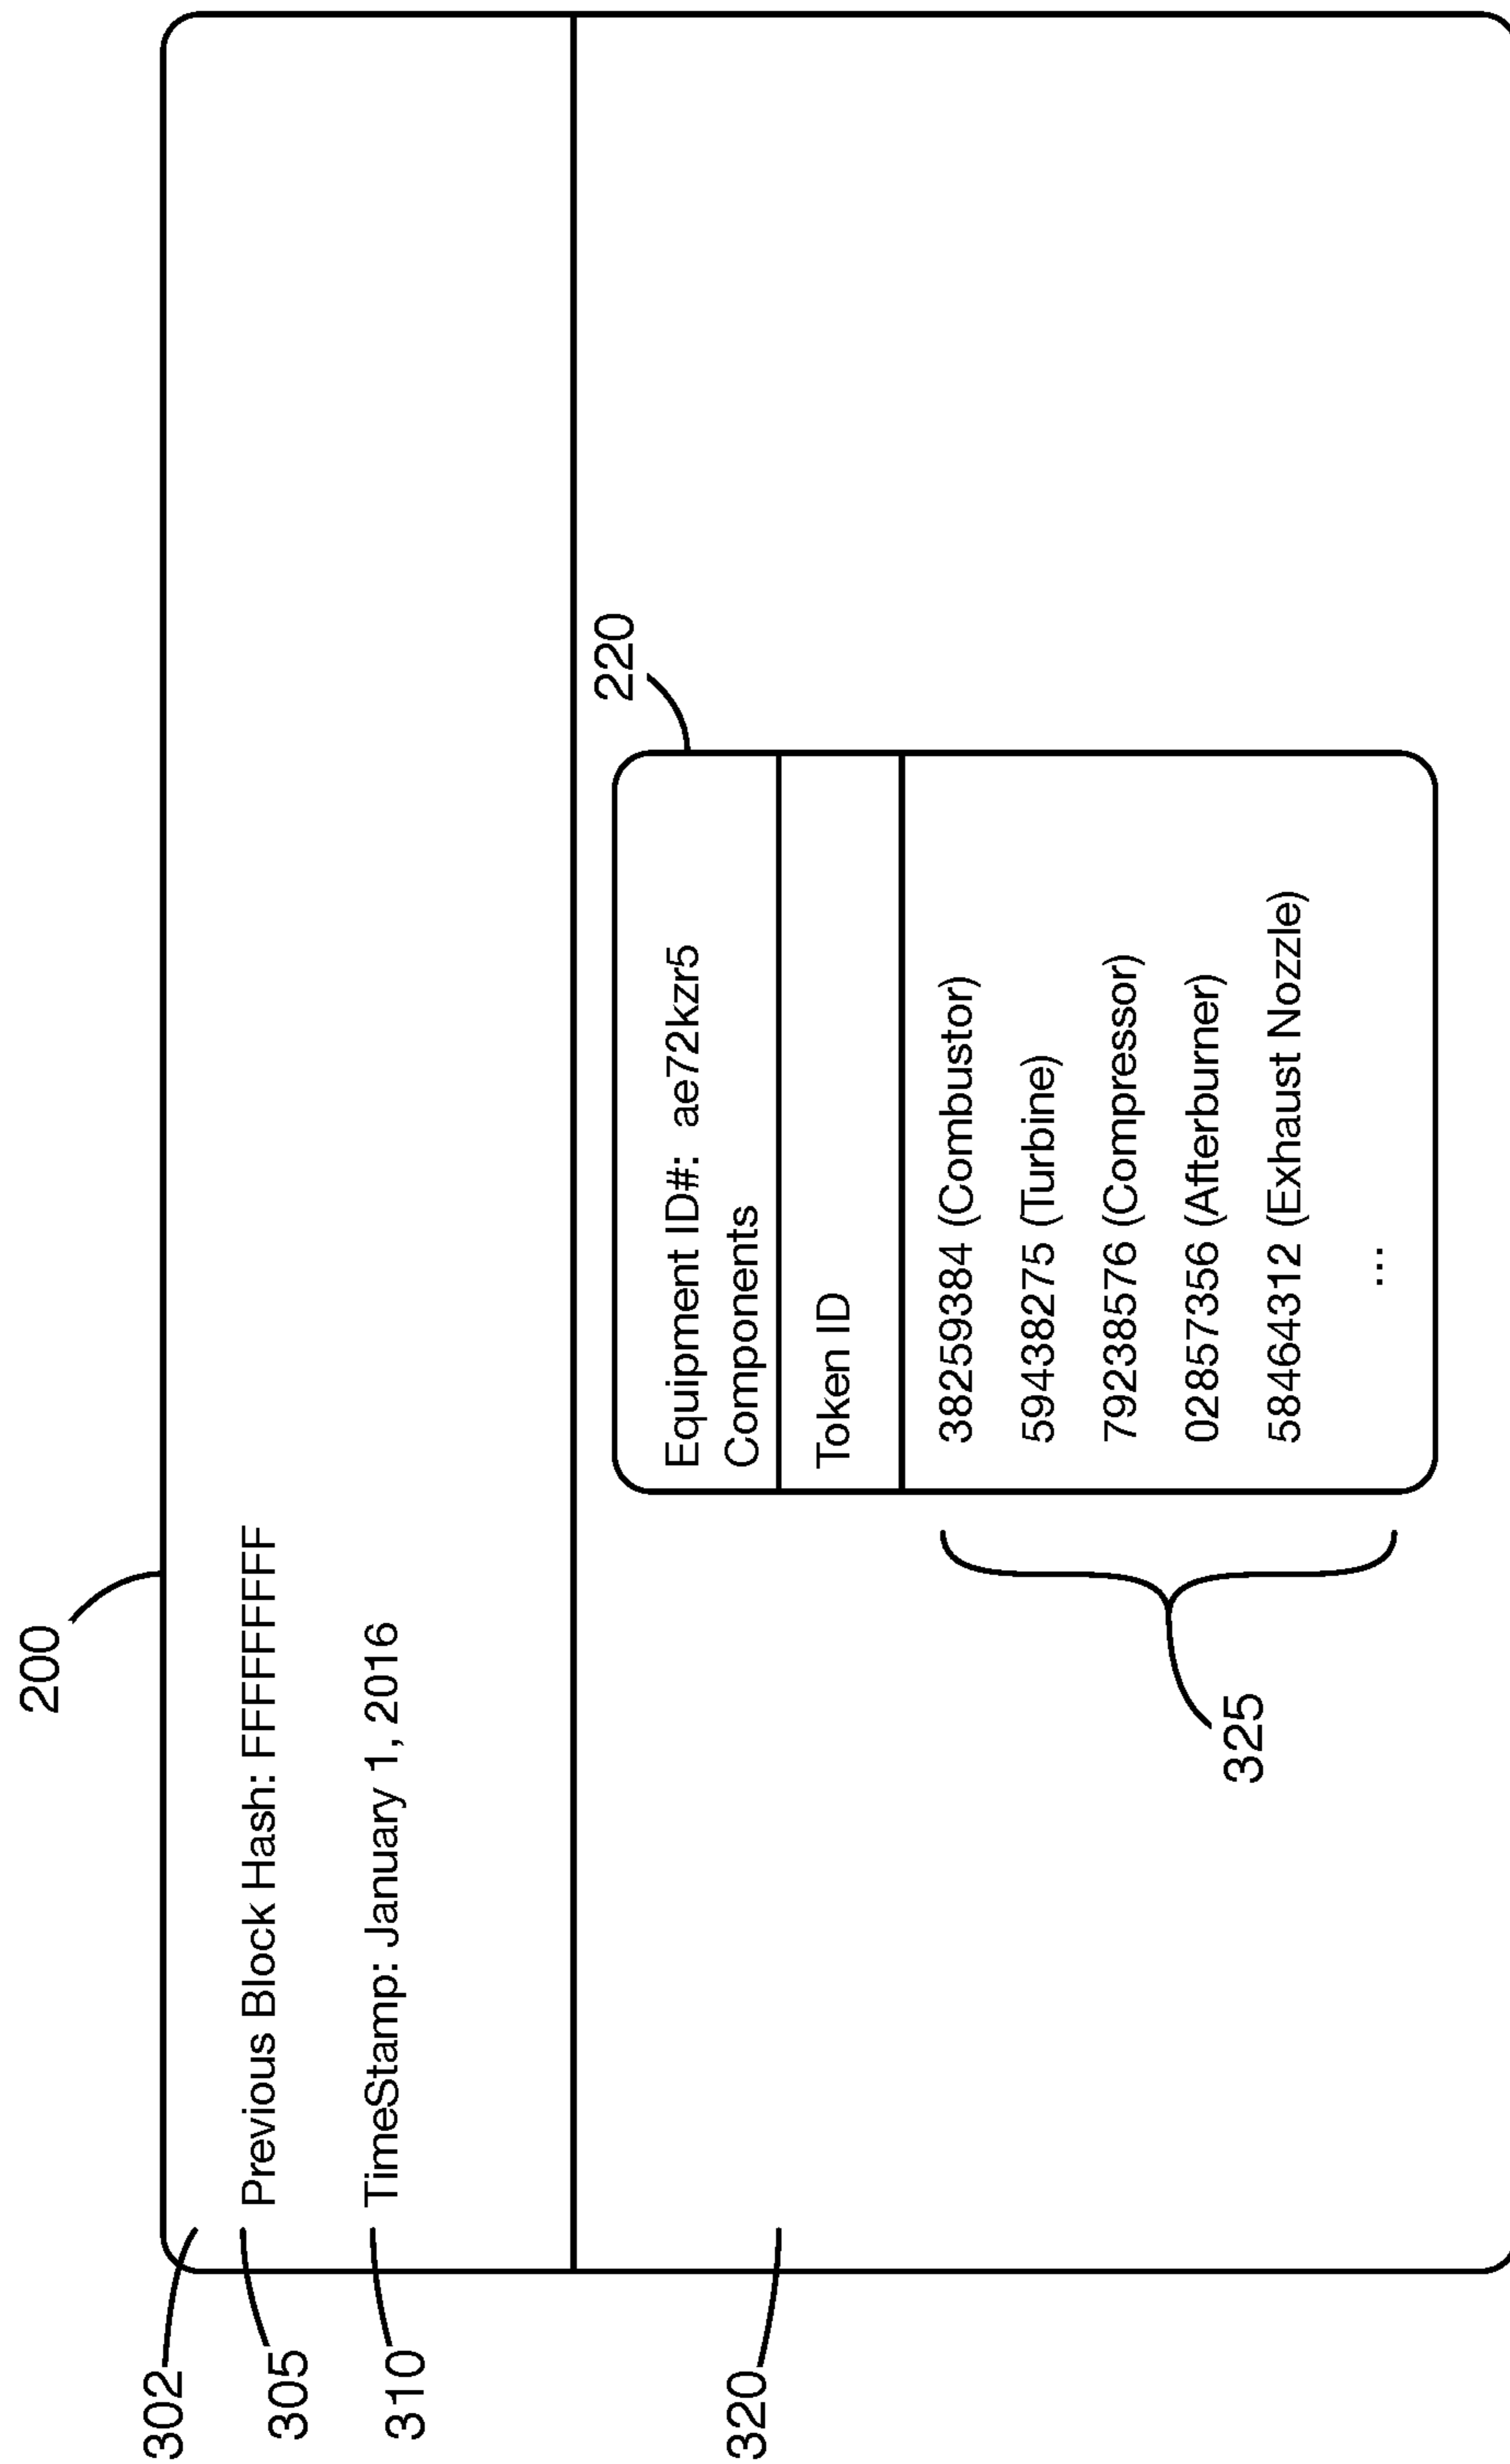 200
302
305
Previous Block Hash: FFFFFFFFF
310
TimeStamp: January 1, 2016
320
220
Equipment ID#: ae72kzr5
Components
Token ID
38259384 (Combustor)
59438275 (Turbine)
79238576 (Compressor)
02857356 (Afterburner)
58464312 (Exhaust Nozzle)
...
325